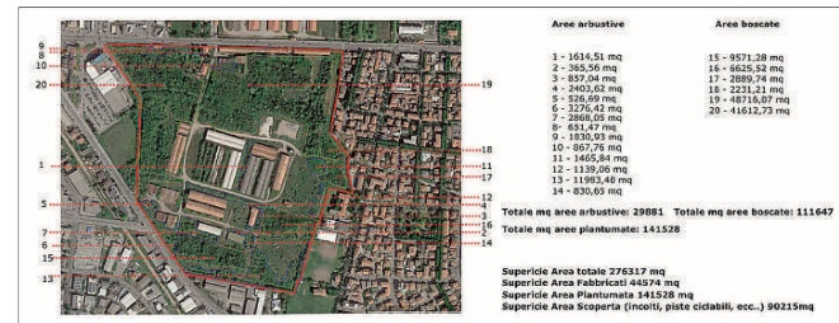 Aree arbustive
Aree boscate
1 - 1614,51 mq
2 - 365,56 mq
3 - 857,04 mq
4 - 2403,62 mq
5 - 526,69 mq
6 - 3276,42 mq
7 - 2868,05 mq
8- 651,47 mq
9 - 1030,93 mq
10 - 867,76 mq
11 - 1465,84 mq
12 - 1139,06 mq
13 - 11983,48 mq
14 - 830,65 mq
15 - 9571,28 mq
16 - 6625,52 mq
17 - 2889,74 mq
18 - 2231,21 mq
19 - 48716,07 mq
20 - 41612,73 mq
Totale mq aree arbustive: 29881 Totale mq aree boscate: 111647
Totale mq aree plantumate: 141528
Supericie Area totale 276317 mq
Supericie Area Fabbricati 44574 mq
Supericie Area Plantumata 141528 mq
Supericie Area Scoperta (incolti, piste ciclabili, ecc..) 90215mq
9
8
10
20
1
5
7
6
15
13
19
18
11
17
12
4
3
16
2
14